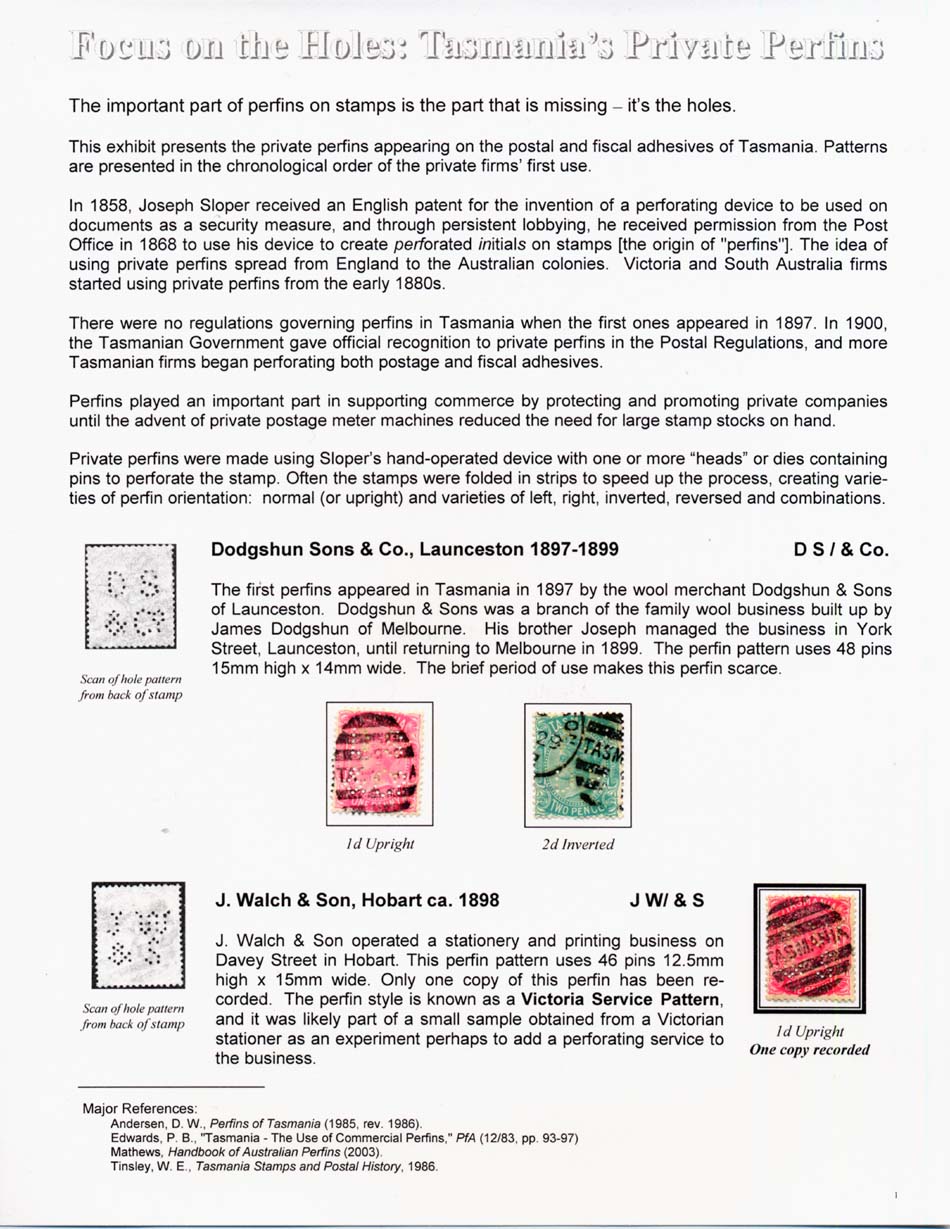 Focus on the Holes: Tasmania's Private Perfins
The important part of perfins on stamps is the part that is missing – it's the holes.
This exhibit presents the private perfins appearing on the postal and fiscal adhesives of Tasmania. Patterns
are presented in the chronological order of the private firms' first use.
In 1858, Joseph Sloper received an English patent for the invention of a perforating device to be used on
documents as a security measure, and through persistent lobbying, he received permission from the Post
Office in 1868 to use his device to create perforated initials on stamps [the origin of "perfins"]. The idea of
using private perfins spread from England to the Australian colonies. Victoria and South Australia firms
started using private perfins from the early 1880s.
There were no regulations governing perfins in Tasmania when the first ones appeared in 1897. In 1900,
the Tasmanian Government gave official recognition to private perfins in the Postal Regulations, and more
Tasmanian firms began perforating both postage and fiscal adhesives.
Perfins played an important part in supporting commerce by protecting and promoting private companies
until the advent of private postage meter machines reduced the need for large stamp stocks on hand.
Private perfins were made using Sloper's hand-operated device with one or more “heads” or dies containing
pins to perforate the stamp. Often the stamps were folded in strips to speed up the process, creating varie-
ties of perfin orientation: normal (or upright) and varieties of left, right, inverted, reversed and combinations.
D S
& Co
Scan of hole pattern
from back of stamp
Dodgshun Sons & Co., Launceston 1897-1899 D S / & Co.
The first perfins appeared in Tasmania in 1897 by the wool merchant Dodgshun & Sons
of Launceston. Dodgshun & Sons was a branch of the family wool business built up by
James Dodgshun of Melbourne. His brother Joseph managed the business in York
Street, Launceston, until returning to Melbourne in 1899. The perfin pattern uses 48 pins
15mm high x 14mm wide. The brief period of use makes this perfin scarce.
TASN
TWO PENCE
1d Upright
2d Inverted
J W
& S
Scan of hole pattern
from back of stamp
J. Walch & Son, Hobart ca. 1898 J W/ & S
J. Walch & Son operated a stationery and printing business on
Davey Street in Hobart. This perfin pattern uses 46 pins 12.5mm
high x 15mm wide. Only one copy of this perfin has been re-
corded. The perfin style is known as a Victoria Service Pattern,
and it was likely part of a small sample obtained from a Victorian
stationer as an experiment perhaps to add a perforating service to
the business.
TASMANIA
1d Upright
One copy recorded
Major References:
Andersen, D. W., Perfins of Tasmania (1985, rev. 1986).
Edwards, P. B., "Tasmania - The Use of Commercial Perfins," PfA (12/83, pp. 93-97)
Mathews, Handbook of Australian Perfins (2003).
Tinsley, W. E., Tasmania Stamps and Postal History, 1986.
1